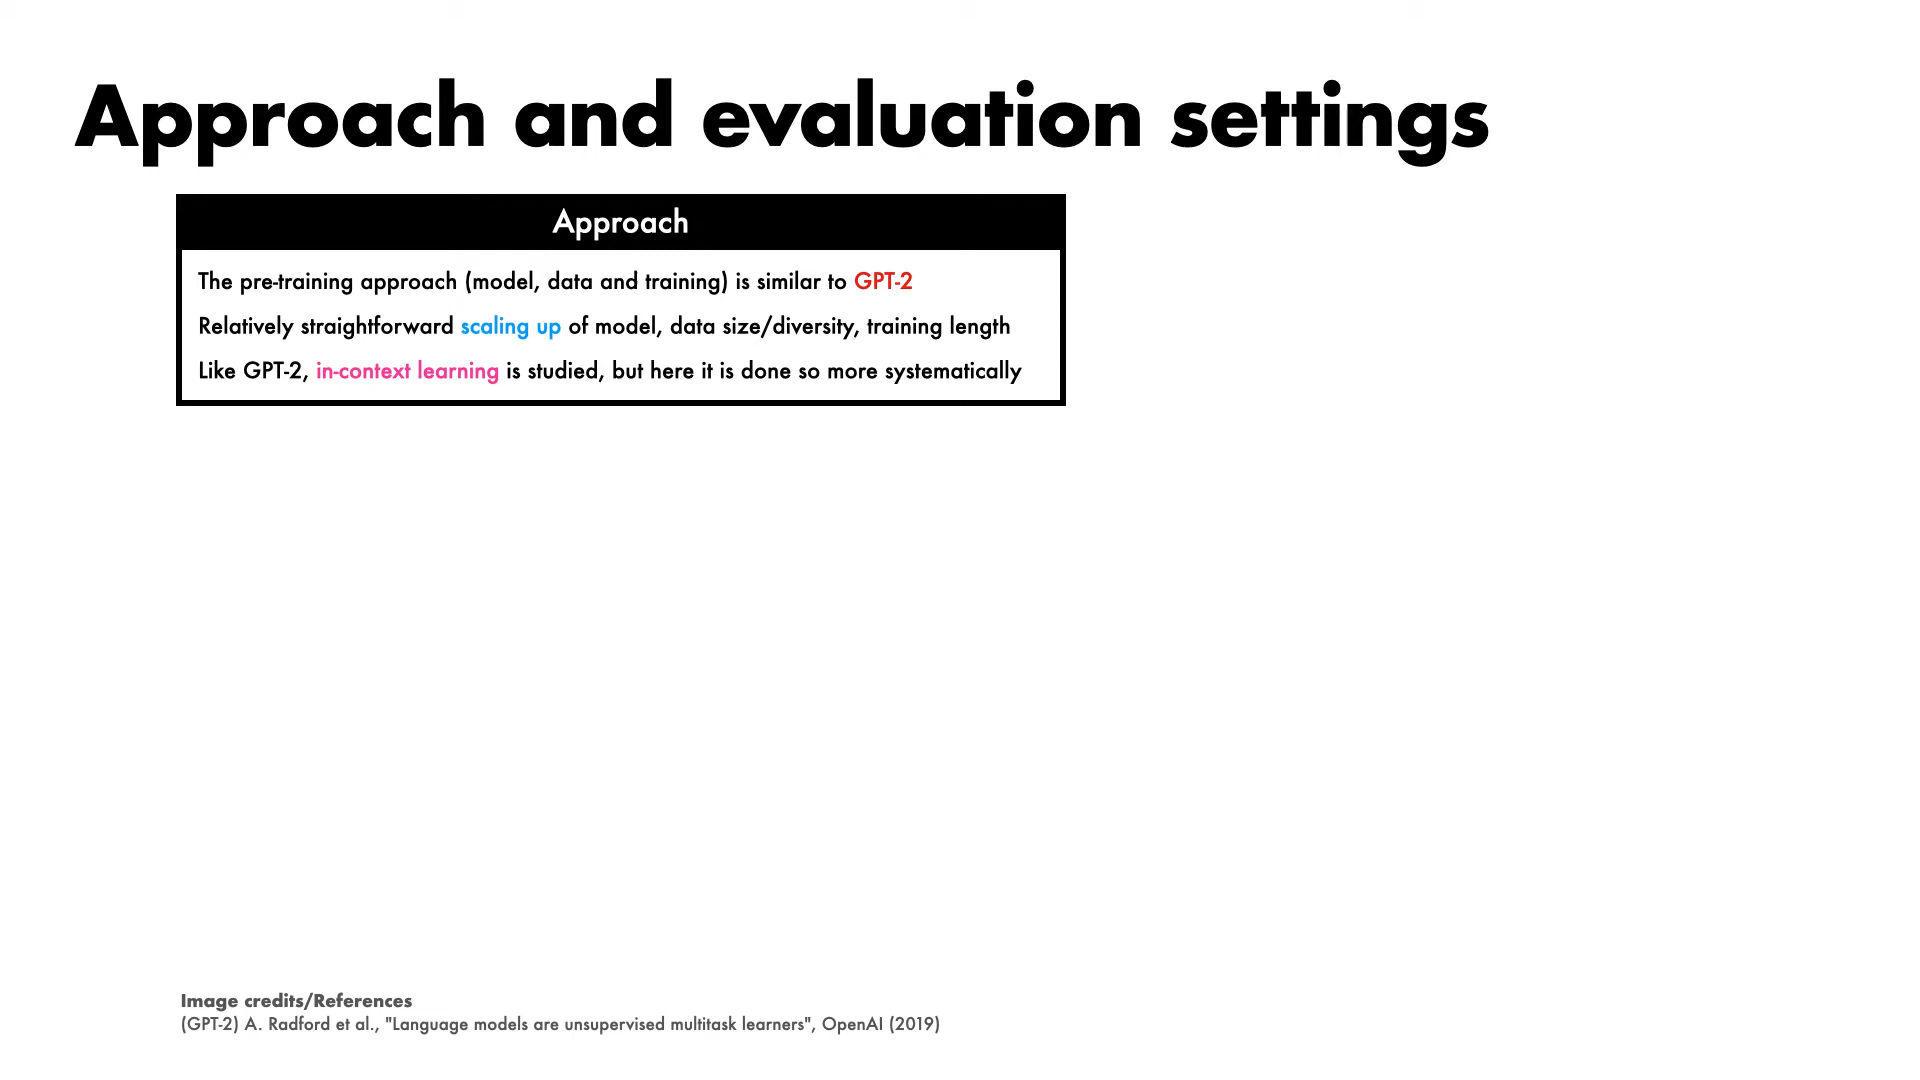 Approach and evaluation settings
Approach
The pre-training approach (model, data and training) is similar to GPT-2
Relatively straightforward scaling up of model, data size/diversity, training length
Like GPT-2, in-context learning is studied, but here it is done so more systematically
Image credits/References
(GPT-2) A. Radford et al., "Language models are unsupervised multitask learners", OpenAI (2019)